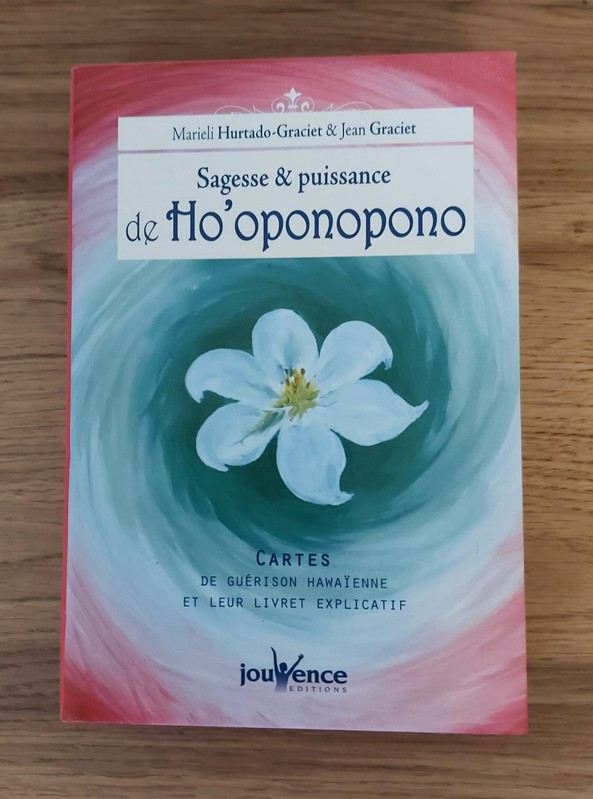 Marieli Hurtado-Graciet & Jean Graciet
Sagesse & puissance
de Ho'oponopono
CARTES
DE GUÉRISON HAWAÏENNE
ET LEUR LIVRET EXPLICATIF
jouvence
EDITIONS